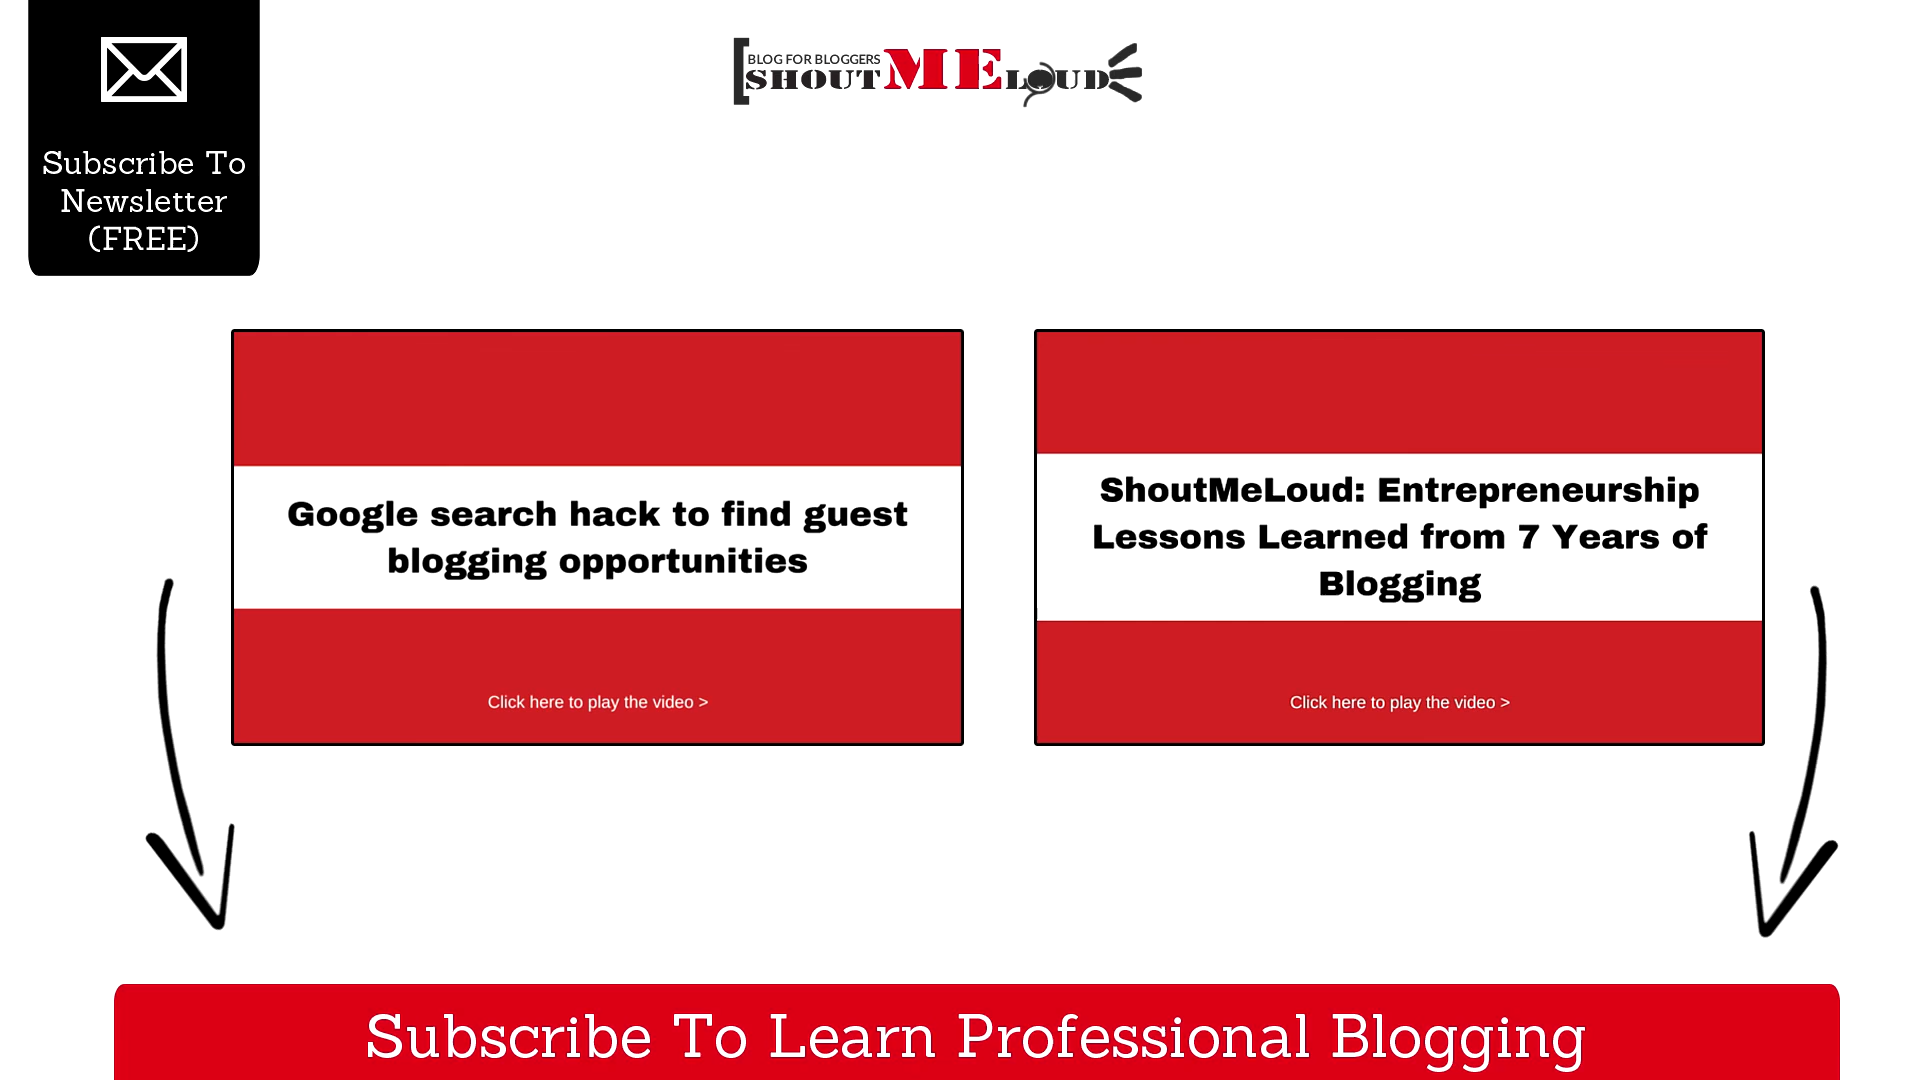 BLOG FOR BLOGGERS
SHOUTMELOUD
Subscribe To
Newsletter
(FREE)
Google search hack to find guest
blogging opportunities
Click here to play the video >
ShoutMeLoud: Entrepreneurship
Lessons Learned from 7 Years of
Blogging
Click here to play the video >
Subscribe To Learn Professional Blogging